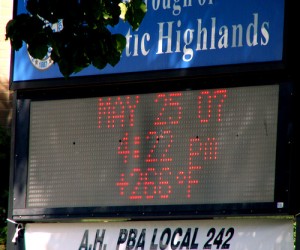 ough of
tic Highlands
MAY 25 07
4:22 pm
+266°F
A.H. PBA LOCAL 242